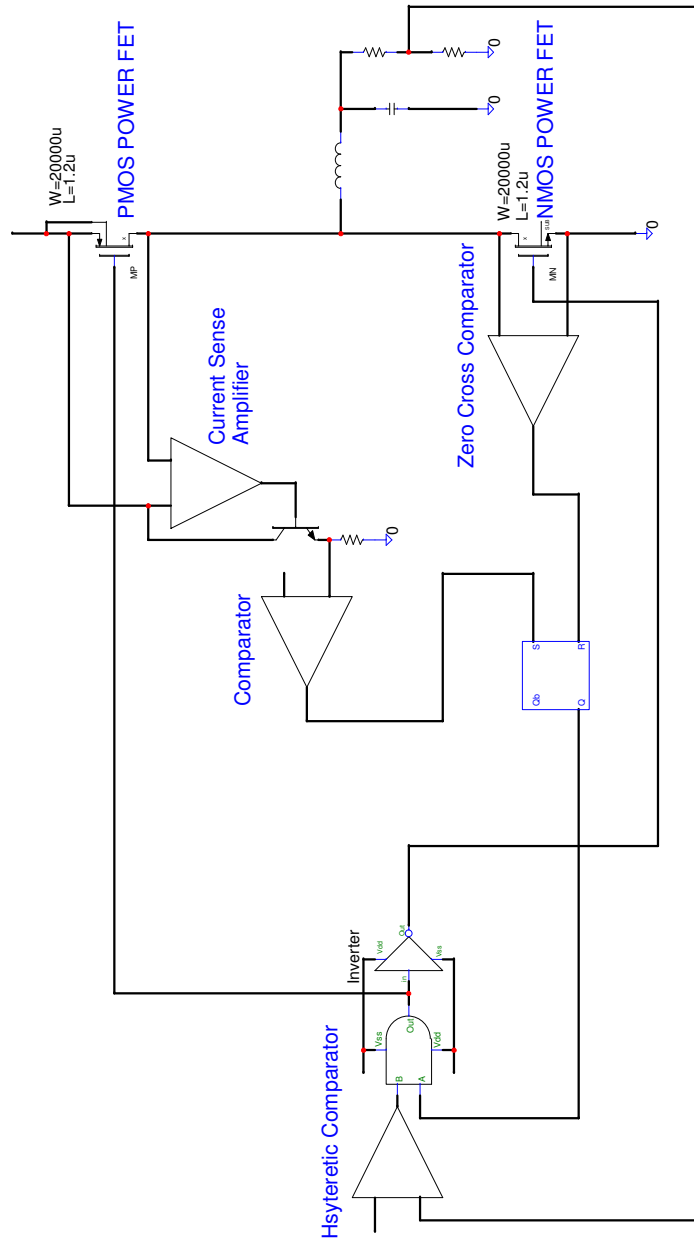 W=20000u
L=1.2u
PMOS POWER FET
MP
x
Current Sense
Amplifier
0
Comparator
0
0
W=20000u
L=1.2u
NMOS POWER FET
MN
x
sub
0
Zero Cross Comparator
S
R
Qb
Q
Inverter
Vdd
Vss
in
Out
Hsyteretic Comparator
Vss
Vdd
B
A
Out